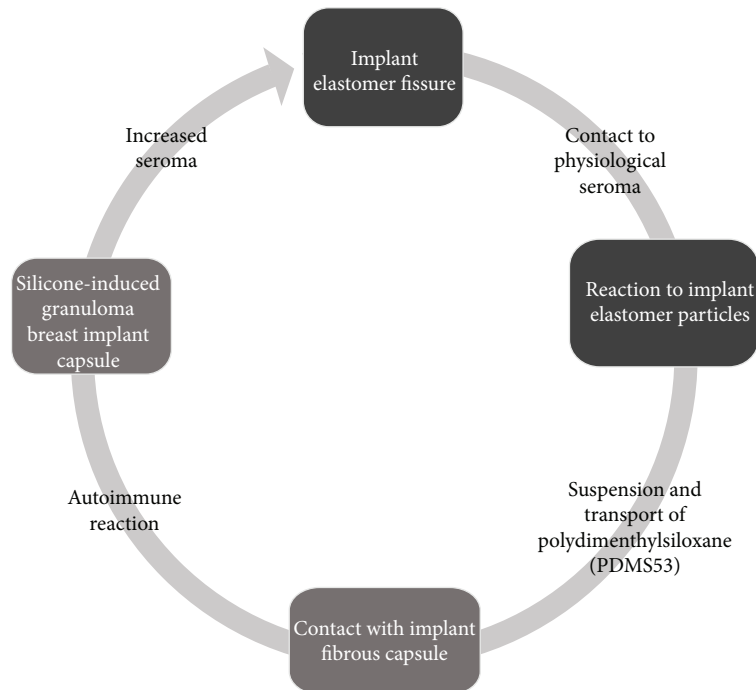 Implant
elastomer fissure
Contact to
physiological
seroma
Reaction to implant
elastomer particles
Suspension and
transport of
polydimenthylsiloxane
(PDMS53)
Contact with implant
fibrous capsule
Autoimmune
reaction
Silicone-induced
granuloma
breast implant
capsule
Increased
seroma